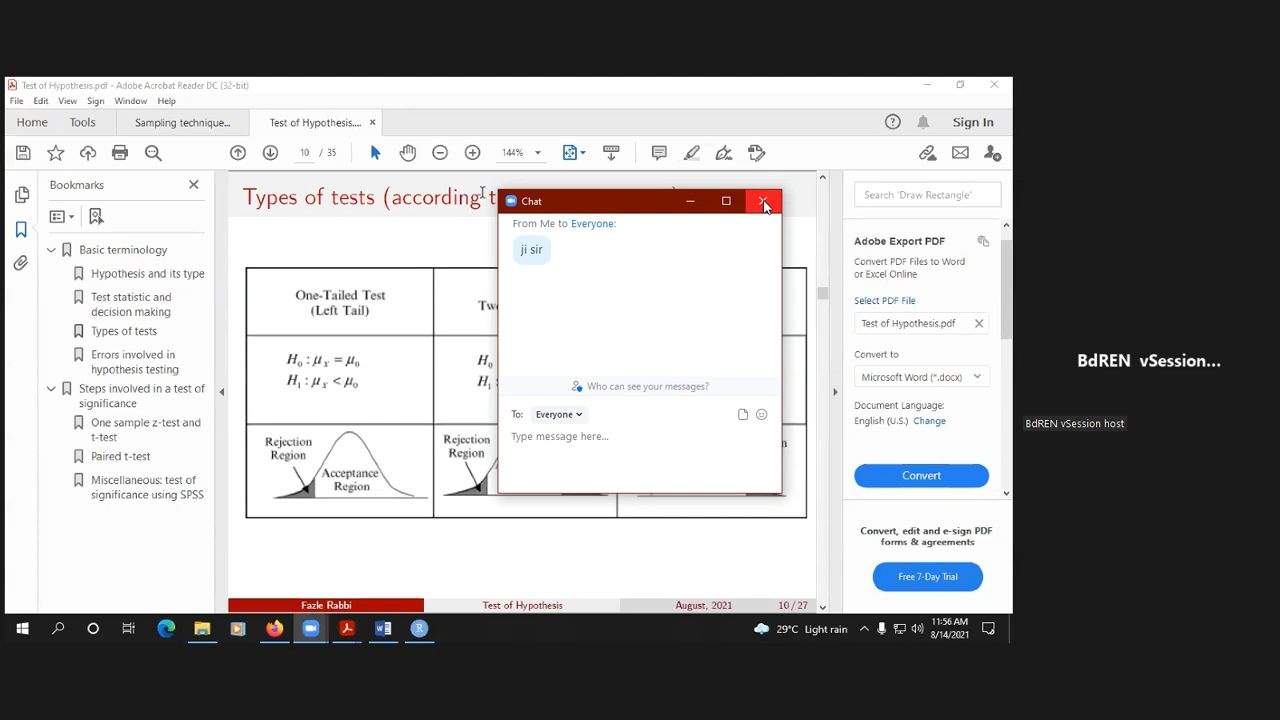 Test of Hypothesis.pdf - Adobe Acrobat Reader DC (32-bit)
File Edit View Sign Window Help
Home Tools Sampling technique... Test of Hypothesis.... Sign In
10 / 35 144%
Bookmarks
Basic terminology
Hypothesis and its type
Test statistic and
decision making
Types of tests
Errors involved in
hypothesis testing
Steps involved in a test of
significance
One sample z-test and
t-test
Paired t-test
Miscellaneous: test of
significance using SPSS
Types of tests (according
One-Tailed Test
(Left Tail)
H₀ : μₓ = μ₀
H₁ : μₓ < μ₀
Rejection
Region
Acceptance
Region
H₀
Rejection
Region
Chat
From Me to Everyone:
ji sir
Who can see your messages?
To: Everyone
Type message here...
Fazle Rabbi Test of Hypothesis August, 2021 10 / 27
Search 'Draw Rectangle'
Adobe Export PDF
Convert PDF Files to Word
or Excel Online
Select PDF File
Test of Hypothesis.pdf
Convert to
Microsoft Word (*.docx)
Document Language:
English (U.S.) Change
Convert
Convert, edit and e-sign PDF
forms & agreements
Free 7-Day Trial
BdREN vSession...
BdREN vSession host
29°C Light rain
11:56 AM
8/14/2021